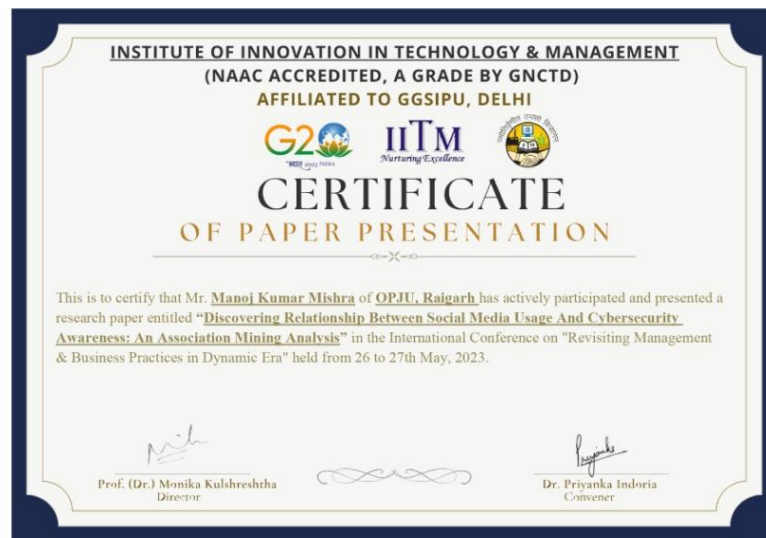 INSTITUTE OF INNOVATION IN TECHNOLOGY & MANAGEMENT
(NAAC ACCREDITED, A GRADE BY GNCTD)
AFFILIATED TO GGSIPU, DELHI
G20
IITM
Nurturing Excellence
CERTIFICATE
OF PAPER PRESENTATION
This is to certify that Mr. Manoj Kumar Mishra of OPJU, Raigarh has actively participated and presented a
research paper entitled “Discovering Relationship Between Social Media Usage And Cybersecurity
Awareness: An Association Mining Analysis” in the International Conference on "Revisiting Management
& Business Practices in Dynamic Era" held from 26 to 27th May, 2023.
Priyanka
Prof. (Dr.) Monika Kulshreshtha
Director
Dr. Priyanka Indoria
Convener